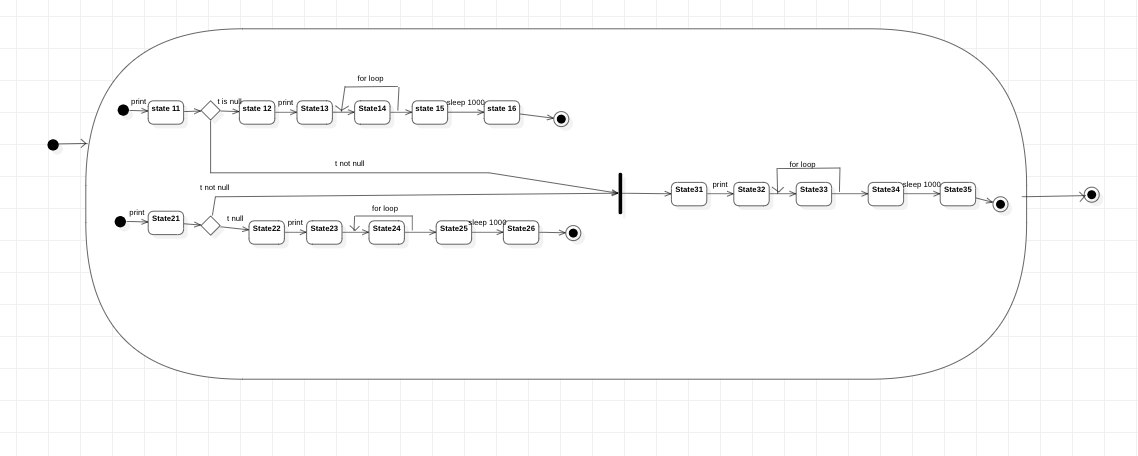 for loop
print
state 11
t is null
state 12
print
State13
State14
state 15
sleep 1000
state 16
t not null
for loop
t not null
State31
print
State32
State33
State34
sleep 1000
State35
print
State21
t null
State22
print
State23
for loop
State24
State25
sleep 1000
State26